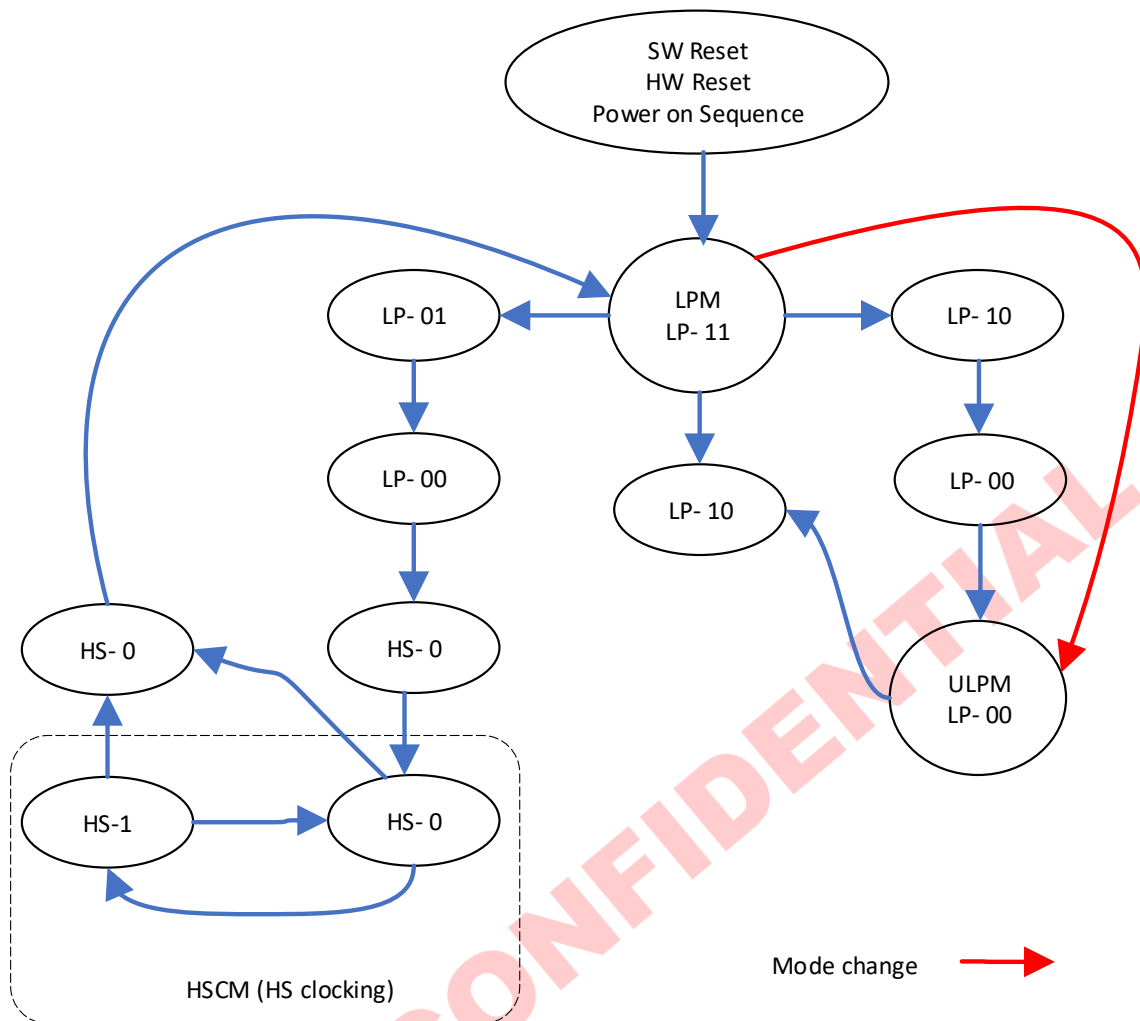 SW Reset
HW Reset
Power on Sequence
LPM
LP- 11
LP- 01
LP- 10
LP- 00
LP- 10
LP- 00
HS- 0
HS- 0
ULPM
LP- 00
HS-1
HS- 0
Mode change
HSCM (HS clocking)
CONFIDENTIAL